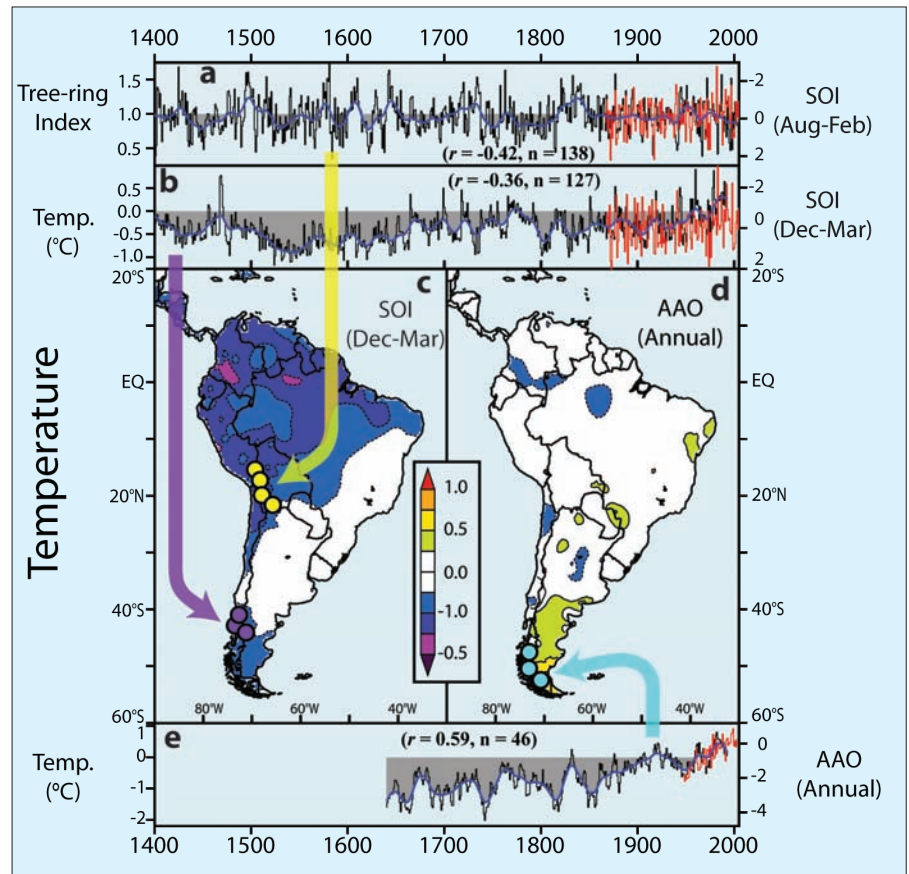 1400 1500 1600 1700 1800 1900 2000
a
Tree-ring
Index
1.5
1.0
0.5
-2
0
2
SOI
(Aug-Feb)
(r = -0.42, n = 138)
b
(r = -0.36, n = 127)
Temp.
(°C)
0.5
0.0
-0.5
-1.0
-2
0
2
SOI
(Dec-Mar)
20°S
EQ
20°N
40°S
60°S
c
SOI
(Dec-Mar)
d
AAO
(Annual)
20°S
EQ
20°N
40°S
60°S
Temperature
1.0
0.5
0.0
-1.0
-0.5
80°W 60°W 40°W 80°W 60°W 40°W
e
(r = 0.59, n = 46)
Temp.
(°C)
1
0
-1
-2
0
-2
-4
AAO
(Annual)
1400 1500 1600 1700 1800 1900 2000